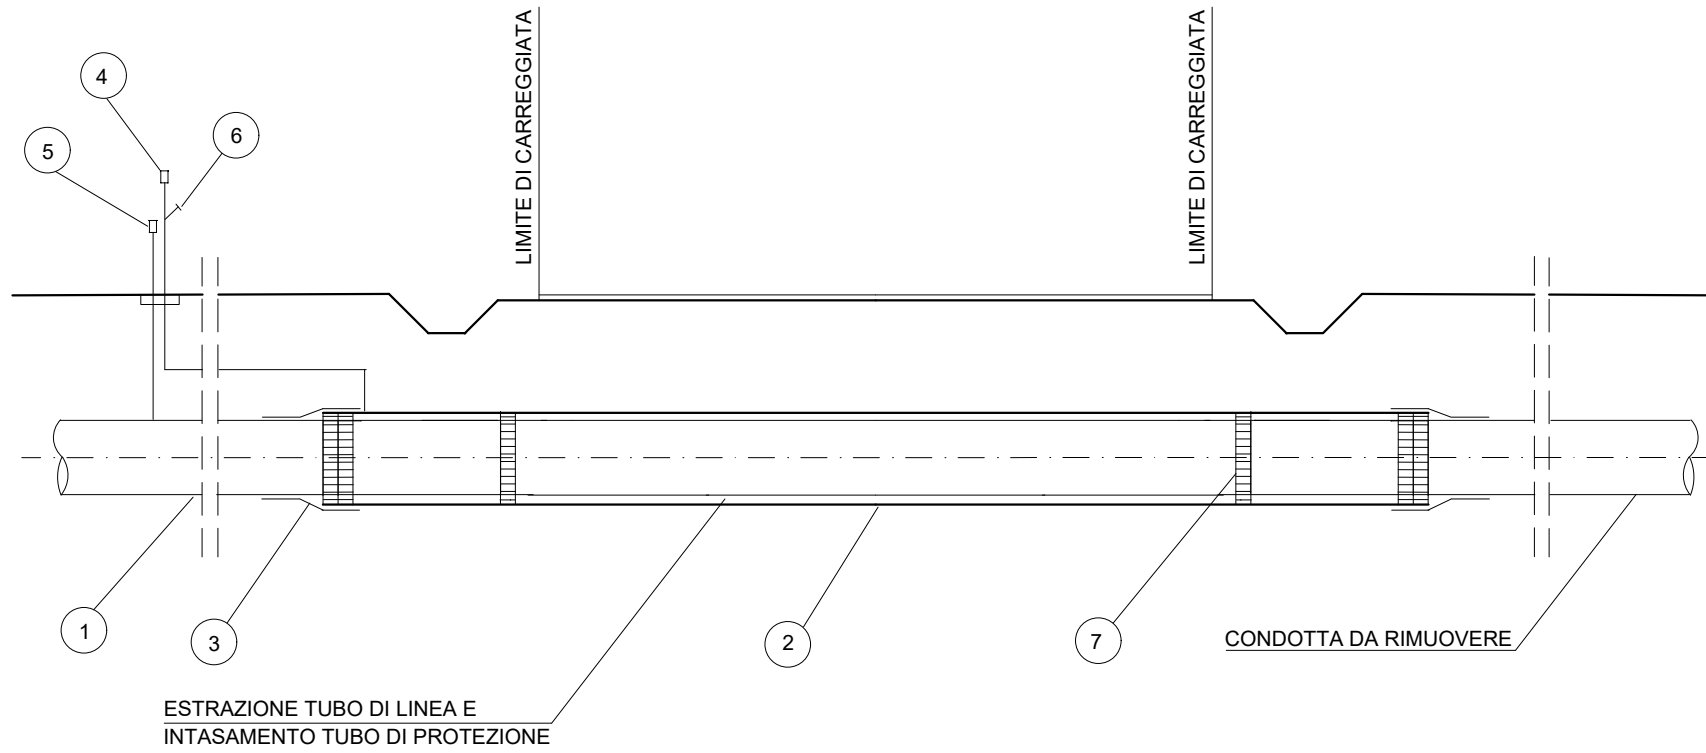 LIMITE DI CARREGGIATA
LIMITE DI CARREGGIATA
4
5
6
1
3
2
7
CONDOTTA DA RIMUOVERE
ESTRAZIONE TUBO DI LINEA E
INTASAMENTO TUBO DI PROTEZIONE